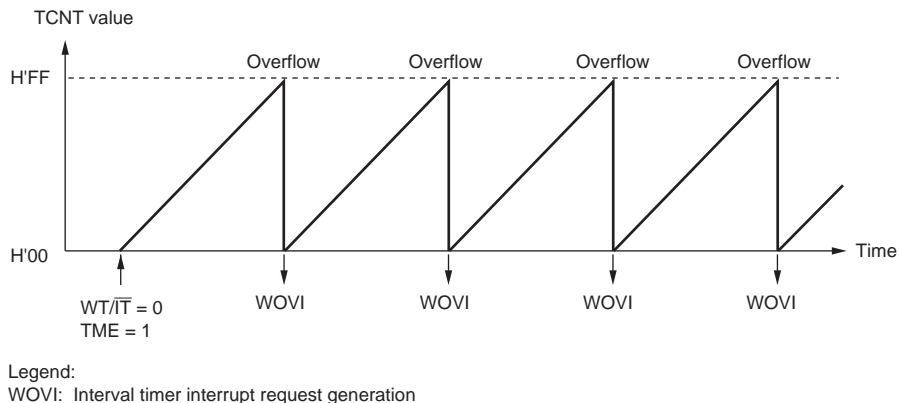 TCNT value
Overflow Overflow Overflow Overflow
H'FF
H'00
Time
WT/I̅T̅ = 0
TME = 1
WOVI WOVI WOVI WOVI
Legend:
WOVI: Interval timer interrupt request generation